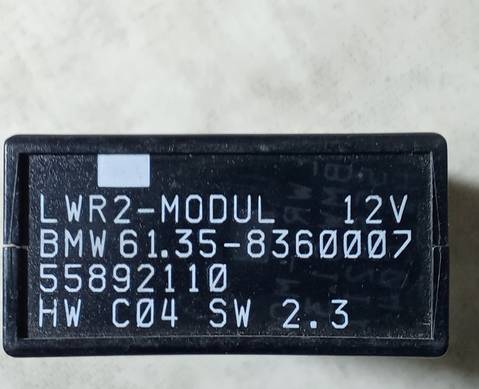 LWR2-MODUL 12V
BMW 61.35-8360007
55892110
HW C04 SW 2.3